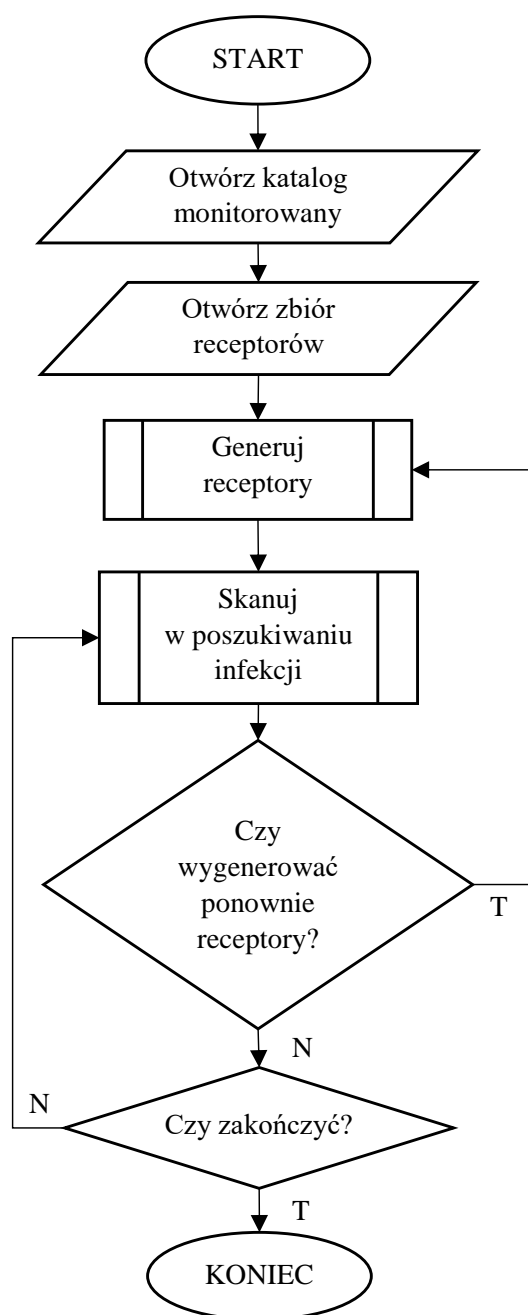 START
Otwórz katalog
monitorowany
Otwórz zbiór
receptorów
Generuj
receptory
Skanuj
w poszukiwaniu
infekcji
Czy
wygenerować
ponownie
receptory?
T
N
N
Czy zakończyć?
T
KONIEC